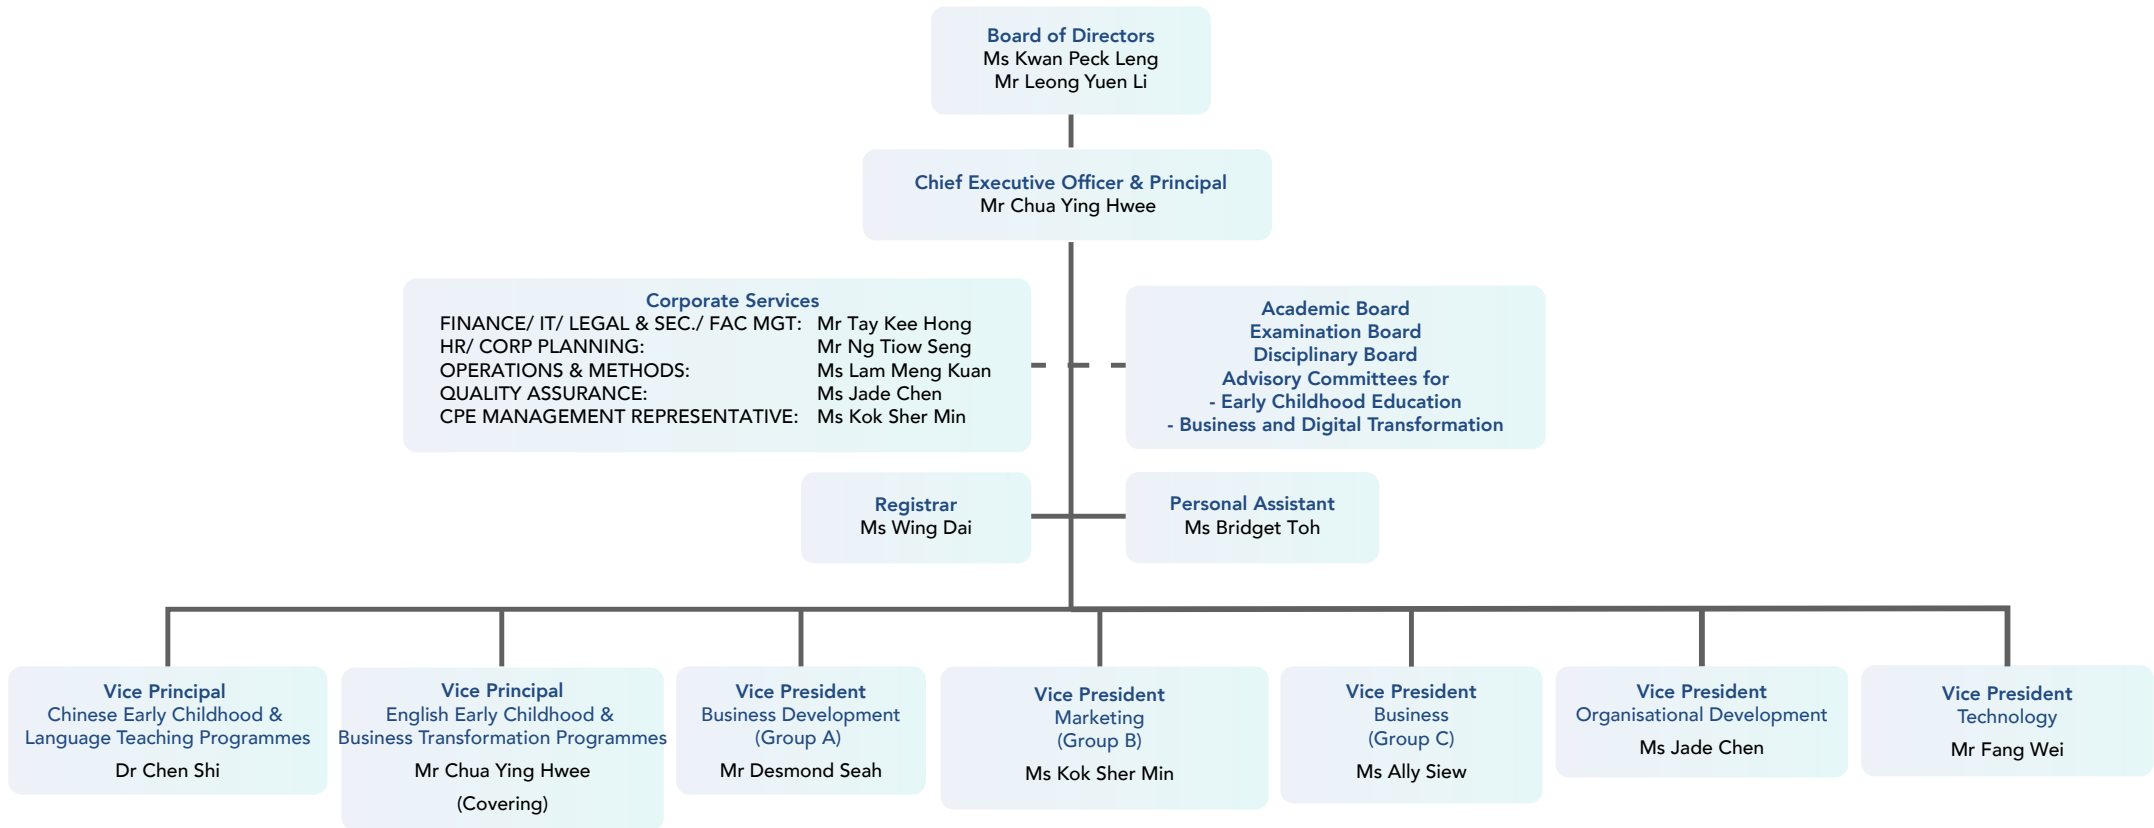 Board of Directors
Ms Kwan Peck Leng
Mr Leong Yuen Li
Chief Executive Officer & Principal
Mr Chua Ying Hwee
Corporate Services
FINANCE/ IT/ LEGAL & SEC./ FAC MGT: Mr Tay Kee Hong
HR/ CORP PLANNING: Mr Ng Tiow Seng
OPERATIONS & METHODS: Ms Lam Meng Kuan
QUALITY ASSURANCE: Ms Jade Chen
CPE MANAGEMENT REPRESENTATIVE: Ms Kok Sher Min
Academic Board
Examination Board
Disciplinary Board
Advisory Committees for
- Early Childhood Education
- Business and Digital Transformation
Registrar
Ms Wing Dai
Personal Assistant
Ms Bridget Toh
Vice Principal
Chinese Early Childhood &
Language Teaching Programmes
Dr Chen Shi
Vice Principal
English Early Childhood &
Business Transformation Programmes
Mr Chua Ying Hwee
(Covering)
Vice President
Business Development
(Group A)
Mr Desmond Seah
Vice President
Marketing
(Group B)
Ms Kok Sher Min
Vice President
Business
(Group C)
Ms Ally Siew
Vice President
Organisational Development
Ms Jade Chen
Vice President
Technology
Mr Fang Wei